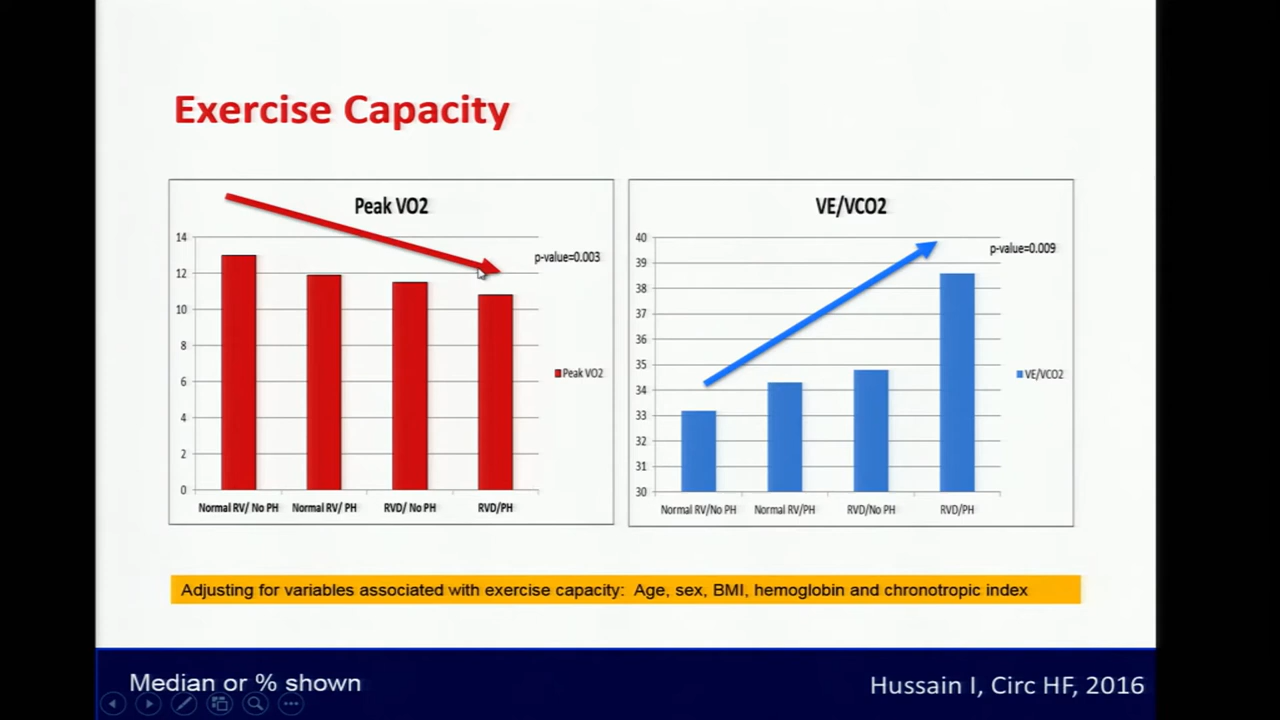 Exercise Capacity
Peak VO2
14
12
10
8
6
4
2
0
p-value=0.003
Peak VO2
Normal RV/ No PH
Normal RV/ PH
RVD/ No PH
RVD/PH
VE/VCO2
40
39
38
37
36
35
34
33
32
31
30
p-value=0.009
VE/VCO2
Normal RV/No PH
Normal RV/PH
RVD/No PH
RVD/PH
Adjusting for variables associated with exercise capacity: Age, sex, BMI, hemoglobin and chronotropic index
Median or % shown
Hussain I, Circ HF, 2016